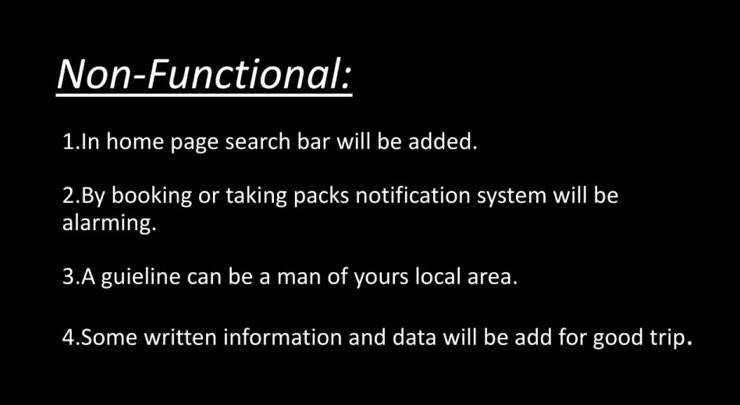 Non-Functional:
1.In home page search bar will be added.
2.By booking or taking packs notification system will be
alarming.
3.A guieline can be a man of yours local area.
4.Some written information and data will be add for good trip.